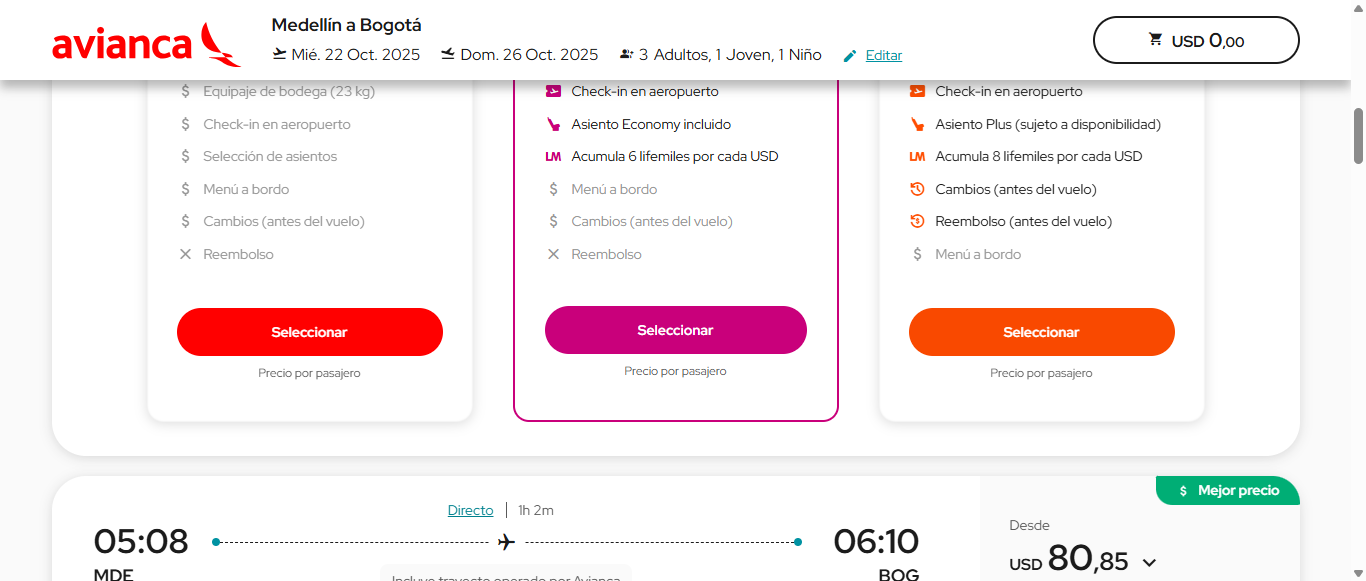 avianca
Medellín a Bogotá
Mié. 22 Oct. 2025 Dom. 26 Oct. 2025 3 Adultos, 1 Joven, 1 Niño Editar
USD 0,00
$ Equipaje de bodega (23 kg)
$ Check-in en aeropuerto
$ Selección de asientos
$ Menú a bordo
$ Cambios (antes del vuelo)
Reembolso
Seleccionar
Precio por pasajero
Check-in en aeropuerto
Asiento Economy incluido
LM Acumula 6 lifemiles por cada USD
$ Menú a bordo
$ Cambios (antes del vuelo)
Reembolso
Seleccionar
Precio por pasajero
Check-in en aeropuerto
Asiento Plus (sujeto a disponibilidad)
LM Acumula 8 lifemiles por cada USD
Cambios (antes del vuelo)
Reembolso (antes del vuelo)
$ Menú a bordo
Seleccionar
Precio por pasajero
$ Mejor precio
Directo | 1h 2m
05:08
MDE
06:10
BOG
Incluye trayecto operado por Avianca
Desde
USD 80,85